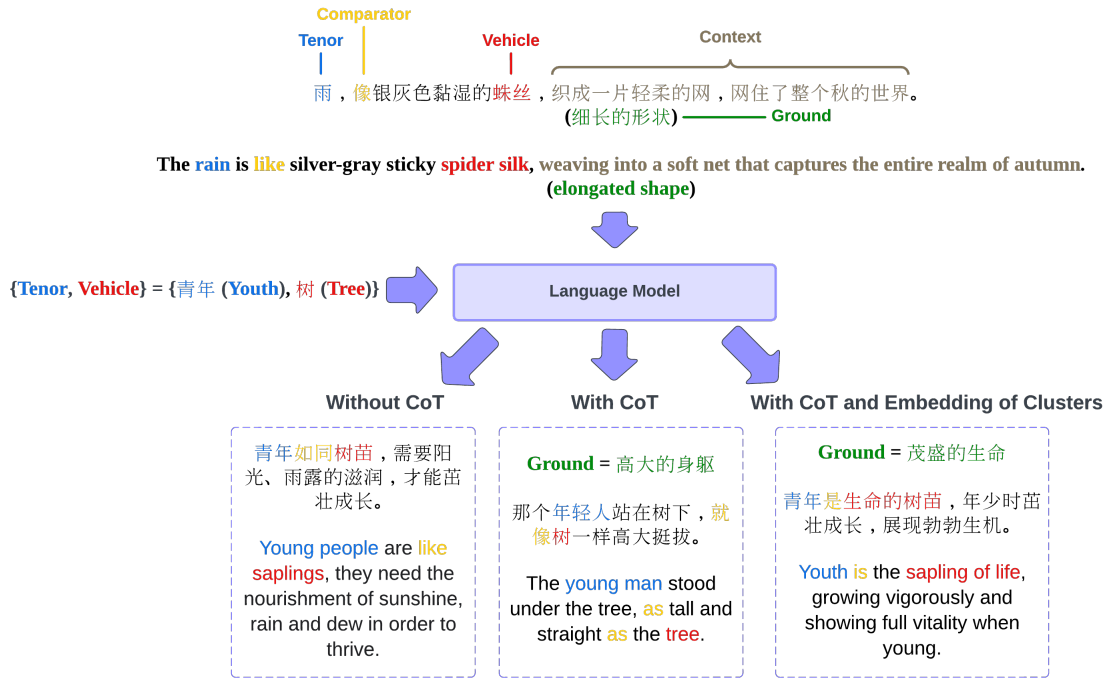 Comparator
Tenor
Vehicle
Context
雨，像银灰色黏湿的蛛丝，织成一片轻柔的网，网住了整个秋的世界。
(细长的形状)
Ground
The rain is like silver-gray sticky spider silk, weaving into a soft net that captures the entire realm of autumn.
(elongated shape)
{Tenor, Vehicle} = {青年 (Youth), 树 (Tree)}
Language Model
Without CoT
青年如同树苗，需要阳
光、雨露的滋润，才能茁
壮成长。
Young people are like
saplings, they need the
nourishment of sunshine,
rain and dew in order to
thrive.
With CoT
Ground = 高大的身躯
那个年轻人站在树下，就
像树一样高大挺拔。
The young man stood
under the tree, as tall and
straight as the tree.
With CoT and Embedding of Clusters
Ground = 茂盛的生命
青年是生命的树苗，年少时茁
壮成长，展现勃勃生机。
Youth is the sapling of life,
growing vigorously and
showing full vitality when
young.